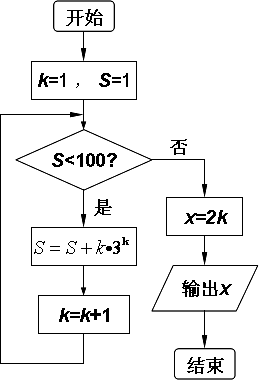 开始
k=1， S=1
S<100?
否
是
x=2k
S = S + k•3^k
输出x
k=k+1
结束